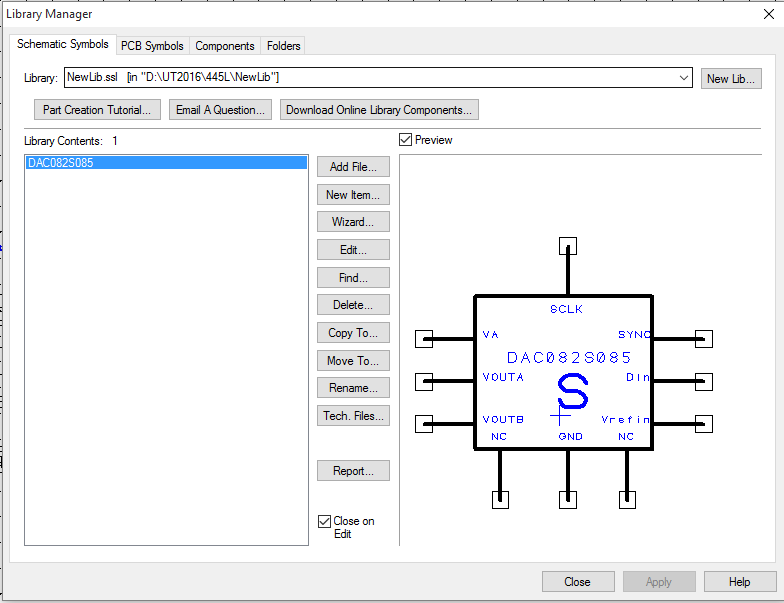 Library Manager
Schematic Symbols PCB Symbols Components Folders
Library: NewLib.ssl [in "D:\UT2016\445L\NewLib"] New Lib...
Part Creation Tutorial... Email A Question... Download Online Library Components...
Library Contents: 1
Preview
DAC082S085
Add File...
New Item...
Wizard...
Edit...
Find...
Delete...
Copy To...
Move To...
Rename...
Tech. Files...
Report...
Close on
Edit
SCLK
VA SYNC
DAC082S085
VOUTA Din
S
VOUTB Vrefin
NC GND NC
Close Apply Help